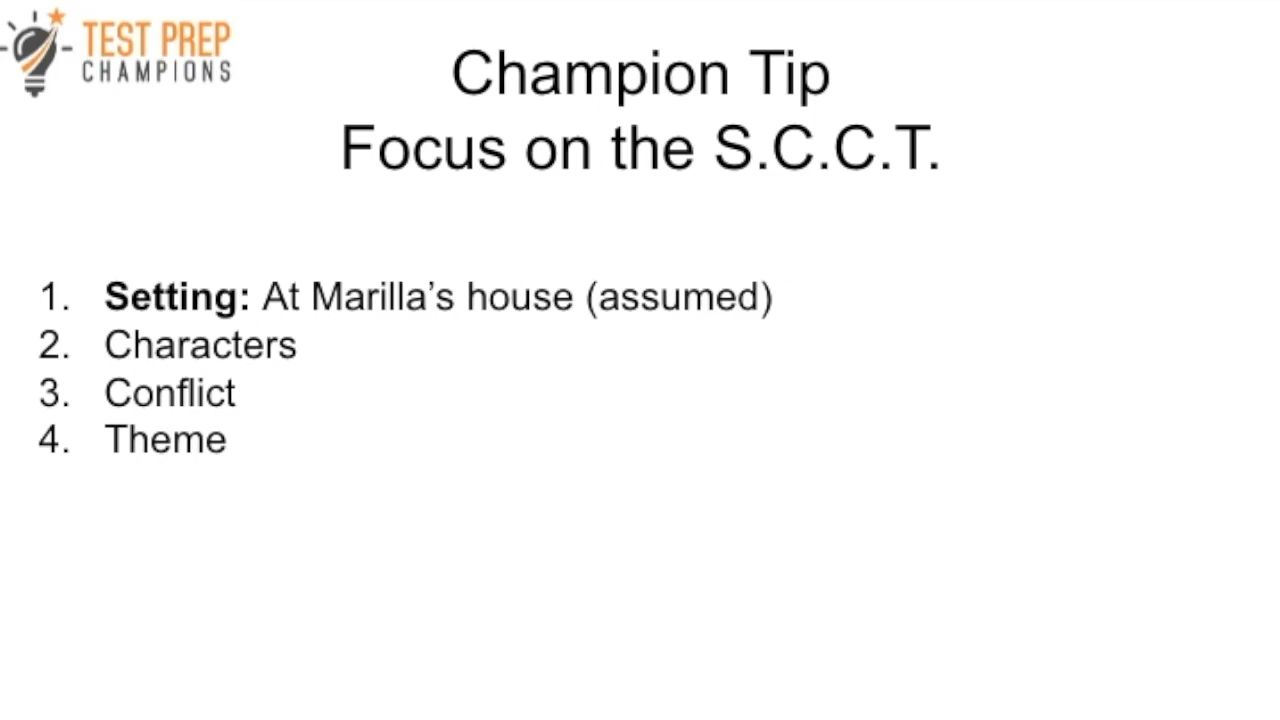 TEST PREP
CHAMPIONS
Champion Tip
Focus on the S.C.C.T.
1. Setting: At Marilla’s house (assumed)
2. Characters
3. Conflict
4. Theme